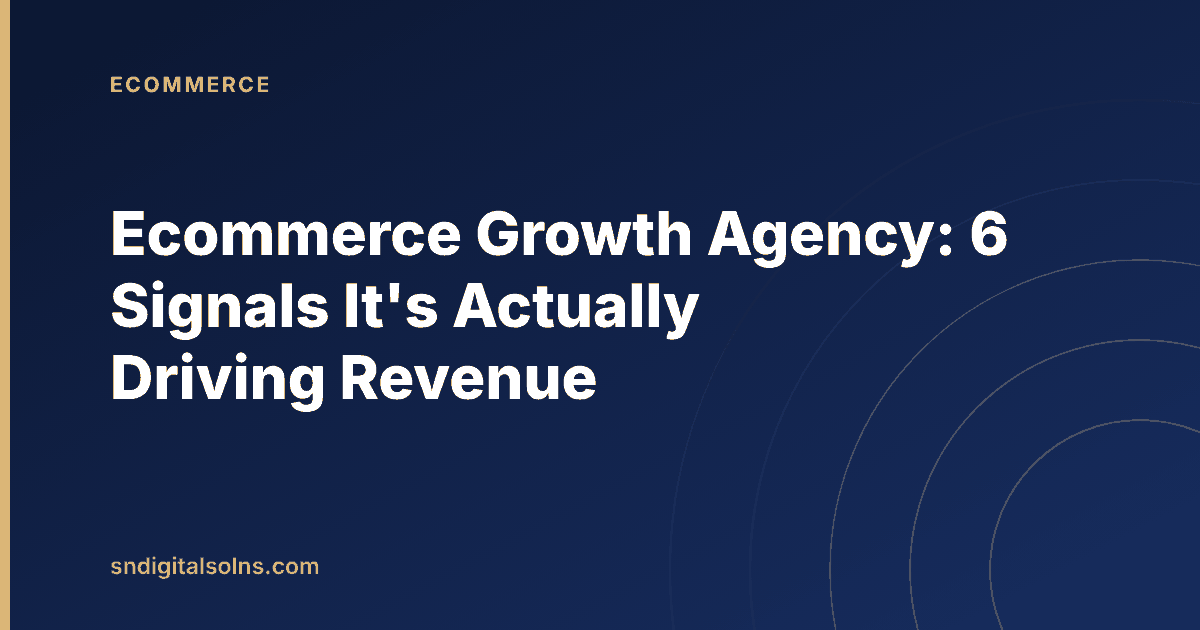 ECOMMERCE
Ecommerce Growth Agency: 6
Signals It's Actually
Driving Revenue
sndigitalsolns.com